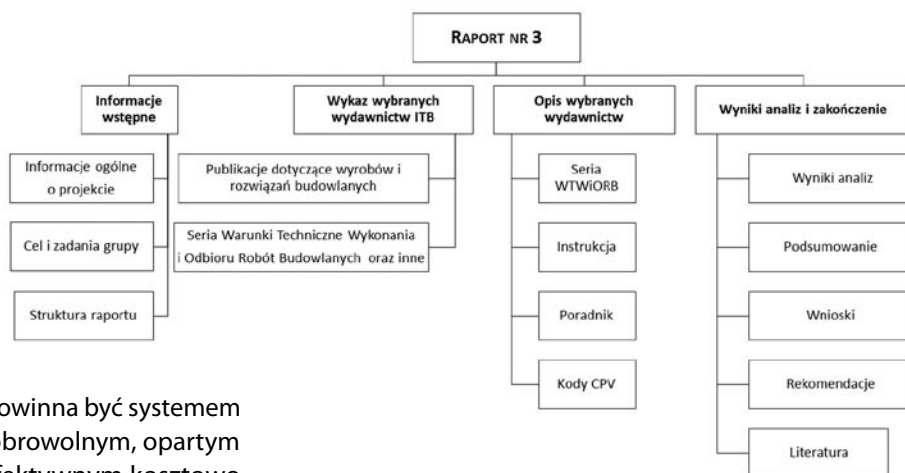 RAPORT NR 3
Informacje
wstępne
Informacje ogólne
o projekcie
Cel i zadania grupy
Struktura raportu
Wykaz wybranych
wydawnictw ITB
Publikacje dotyczące wyrobów i
rozwiązań budowlanych
Seria Warunki Techniczne Wykonania
i Odbioru Robót Budowlanych oraz inne
Opis wybranych
wydawnictw
Seria
WTWiORB
Instrukcja
Poradnik
Kody CPV
Wyniki analiz i zakończenie
Wyniki analiz
Podsumowanie
Wnioski
Rekomendacje
Literatura
owinna być systemem
obrowolnym, opartym
fektywnym kosztowo